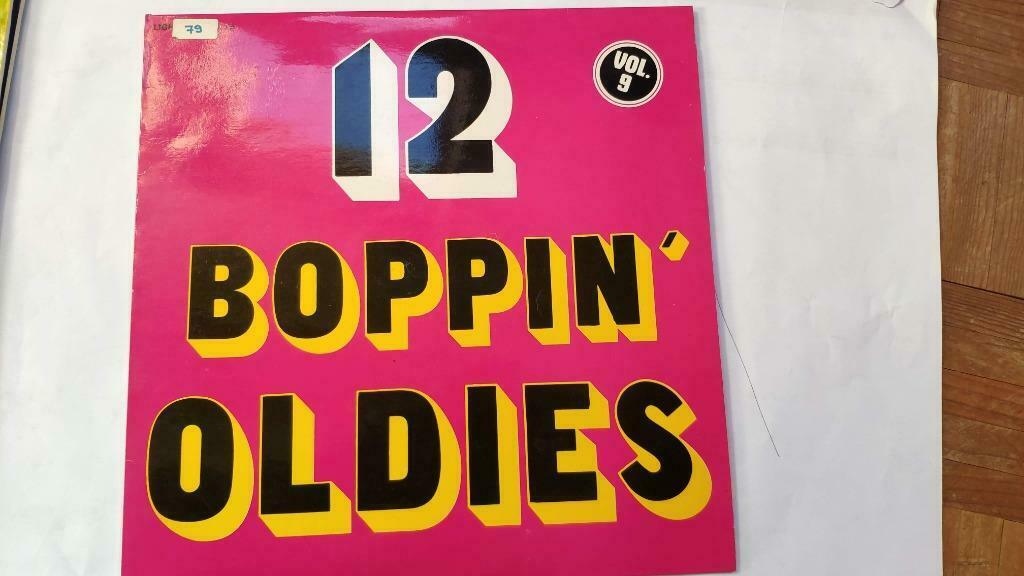 79
12
VOL.
9
BOPPIN'
OLDIES